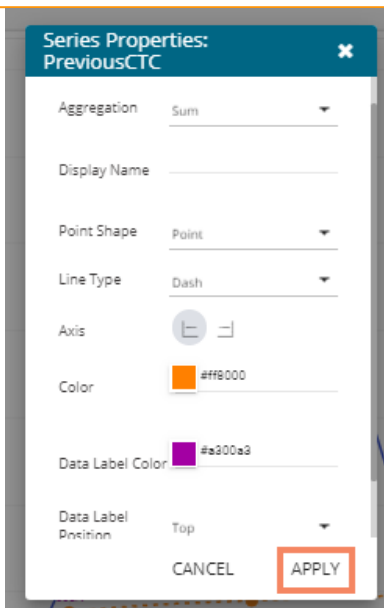 Series Properties:
PreviousCTC
Aggregation Sum
Display Name
Point Shape Point
Line Type Dash
Axis
Color #ff8000
Data Label Color #a300a3
Data Label
Position Top
CANCEL APPLY